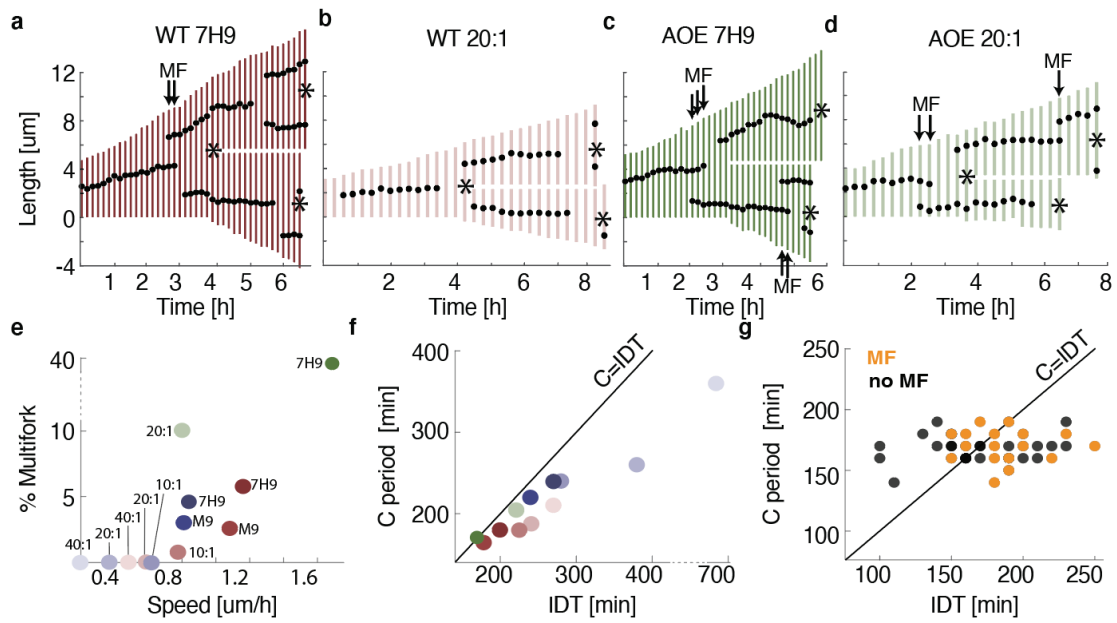 a
WT 7H9
b
WT 20:1
c
AOE 7H9
d
AOE 20:1
Length [um]
12
8
4
0
-4
MF
*
*
1 2 3 4 5 6
Time [h]
*
*
*
2 4 6 8
Time [h]
MF
*
*
MF
1 2 3 4 5 6
Time [h]
MF
MF
*
*
*
2 4 6 8
Time [h]
e
% Multifork
40
10
5
7H9
20:1
7H9
7H9
M9
M9
10:1
10:1
20:1
40:1
20:1
40:1
0.4 0.8 1.2 1.6
Speed [um/h]
f
C period [min]
400
300
200
C=IDT
200 300 400 700
IDT [min]
g
C period [min]
250
200
150
100
MF
no MF
C=IDT
100 150 200 250
IDT [min]